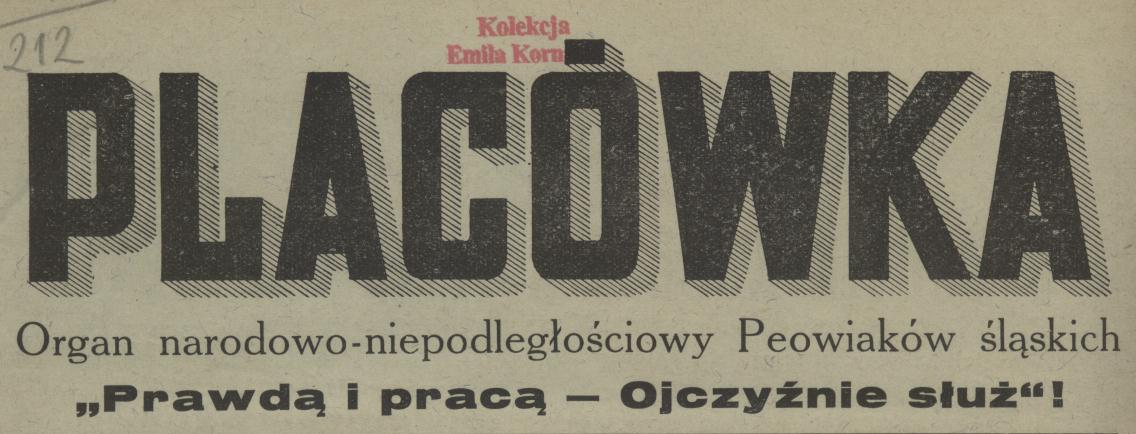 212
Kolekcja
Emila Korn
PLACÓWKA
Organ narodowo-niepodległościowy Peowiaków śląskich
„Prawdą i pracą — Ojczyźnie służ“!